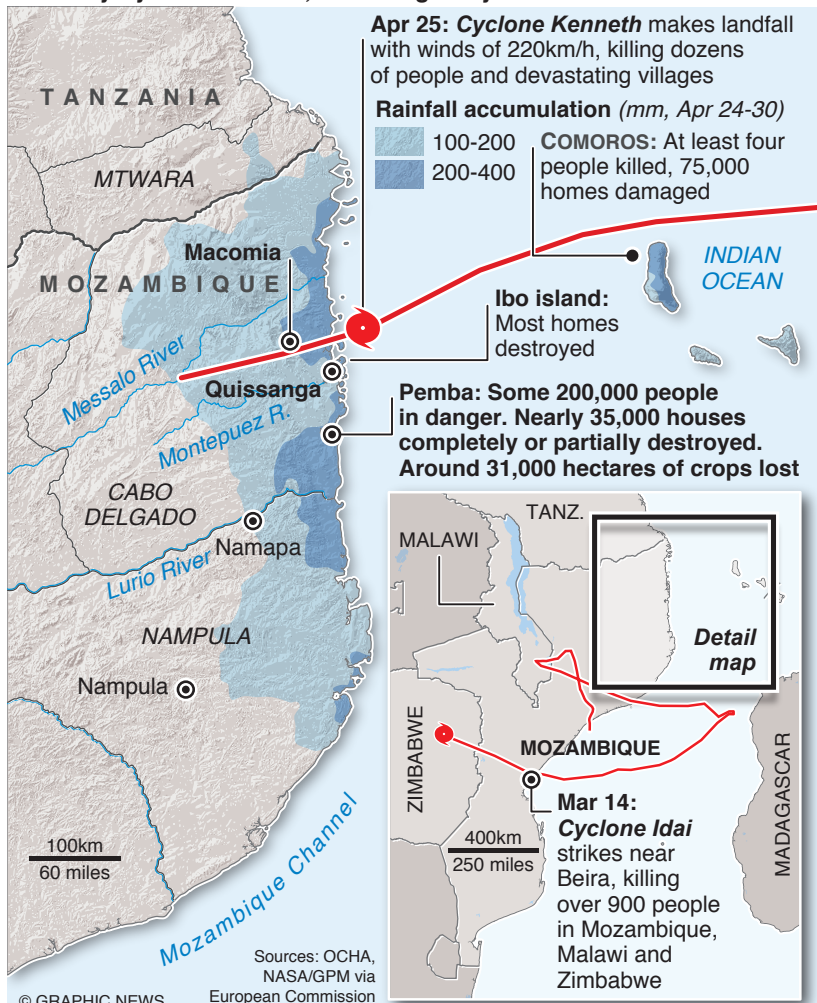 Apr 25: Cyclone Kenneth makes landfall
with winds of 220km/h, killing dozens
of people and devastating villages
Rainfall accumulation (mm, Apr 24-30)
100-200
200-400
COMOROS: At least four
people killed, 75,000
homes damaged
TANZANIA
MTWARA
Macomia
MOZAMBIQUE
INDIAN
OCEAN
Ibo island:
Most homes
destroyed
Messalo River
Quissanga
Montepuez R.
Pemba: Some 200,000 people
in danger. Nearly 35,000 houses
completely or partially destroyed.
Around 31,000 hectares of crops lost
CABO
DELGADO
Namapa
Lurio River
NAMPULA
Nampula
100km
60 miles
Mozambique Channel
TANZ.
MALAWI
Detail
map
ZIMBABWE
MOZAMBIQUE
MADAGASCAR
400km
250 miles
Mar 14:
Cyclone Idai
strikes near
Beira, killing
over 900 people
in Mozambique,
Malawi and
Zimbabwe
Sources: OCHA,
NASA/GPM via
European Commission
© GRAPHIC NEWS